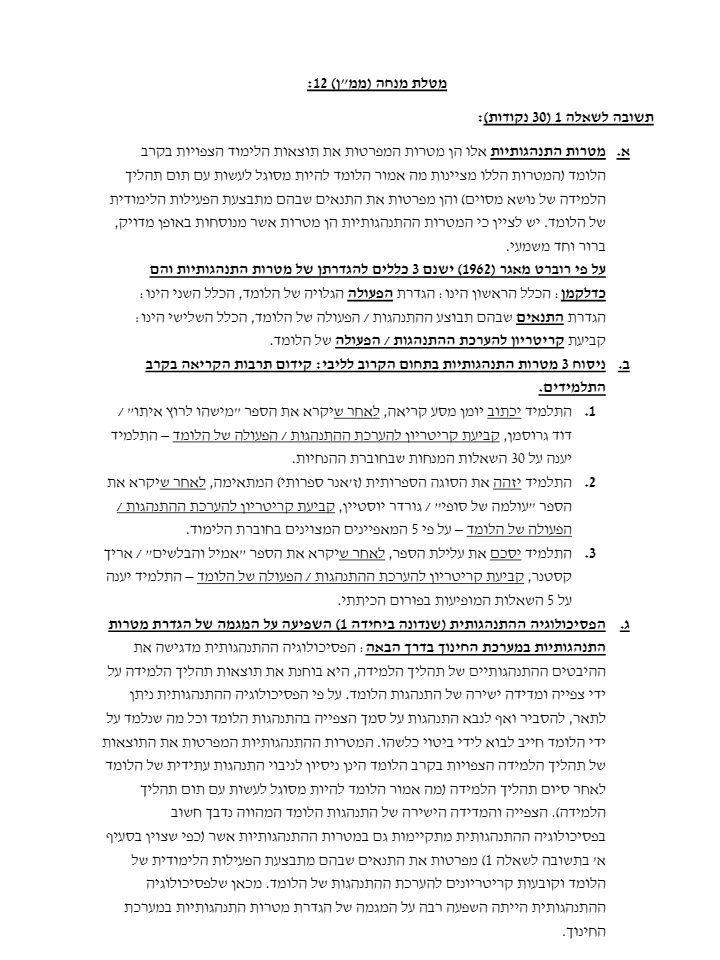 מטלת מנחה (ממ״ן) 12:
תשובה לשאלה 1 (30 נקודות):
א. מטרות התנהגותיות אלו הן מטרות המפרטות את תוצאות הלימוד הצפויות בקרב
הלומד (המטרות הללו מציינות מה אמור הלומד להיות מסוגל לעשות עם תום תהליך
הלמידה של נושא מסוים) והן מפרטות את התנאים שבהם מתבצעת הפעילות הלימודית
של הלומד. יש לציין כי המטרות ההתנהגותיות הן מטרות אשר מנוסחות באופן מדויק,
ברור וחד משמעי.
על פי רוברט מאגר (1962) ישנם 3 כללים להגדרתן של מטרות התנהגותיות והם
כדלקמן: הכלל הראשון הינו: הגדרת הפעולה הגלויה של הלומד, הכלל השני הינו:
הגדרת התנאים שבהם תבוצע ההתנהגות / הפעולה של הלומד, הכלל השלישי הינו:
קביעת קריטריון להערכת ההתנהגות / הפעולה של הלומד.
ב. ניסוח 3 מטרות התנהגותיות בתחום הקרוב לליבי: קידום תרבות הקריאה בקרב
התלמידים.
1. התלמיד יכתוב יומן מסע קריאה, לאחר שיקרא את הספר ״מישהו לרוץ איתו״ /
דוד גרוסמן, קביעת קריטריון להערכת ההתנהגות / הפעולה של הלומד – התלמיד
יענה על 30 השאלות המנחות שבחוברת ההנחיות.
2. התלמיד יזהה את הסוגה הספרותית (ז׳אנר ספרותי) המתאימה, לאחר שיקרא את
הספר ״עולמה של סופי״ / גורדר יוסטיין, קביעת קריטריון להערכת ההתנהגות /
הפעולה של הלומד – על פי 5 המאפיינים המצוינים בחוברת הלימוד.
3. התלמיד יסכם את עלילת הספר, לאחר שיקרא את הספר ״אמיל והבלשים״ / אריך
קסטנר, קביעת קריטריון להערכת ההתנהגות / הפעולה של הלומד – התלמיד יענה
על 5 השאלות המופיעות בפורום הכיתתי.
ג. הפסיכולוגיה ההתנהגותית (שנדונה ביחידה 1) השפיעה על המגמה של הגדרת מטרות
התנהגותיות במערכת החינוך בדרך הבאה: הפסיכולוגיה ההתנהגותית מדגישה את
ההיבטים ההתנהגותיים של תהליך הלמידה, היא בוחנת את תוצאות תהליך הלמידה על
ידי צפייה ומדידה ישירה של התנהגות הלומד. על פי הפסיכולוגיה ההתנהגותית ניתן
לתאר, להסביר ואף לנבא התנהגות על סמך הצפייה בהתנהגות הלומד וכל מה שנלמד על
ידי הלומד חייב לבוא לידי ביטוי כלשהו. המטרות ההתנהגותיות המפרטות את התוצאות
של תהליך הלמידה הצפויות בקרב הלומד הינן ניסיון לניבוי התנהגות עתידית של הלומד
לאחר סיום תהליך הלמידה (מה אמור הלומד להיות מסוגל לעשות עם תום תהליך
הלמידה). הצפייה והמדידה הישירה של התנהגות הלומד המהווה נדבך חשוב
בפסיכולוגיה ההתנהגותית מתקיימות גם במטרות ההתנהגותיות אשר (כפי שצוין בסעיף
א׳ בתשובה לשאלה 1) מפרטות את התנאים שבהם מתבצעת הפעילות הלימודית של
הלומד וקובעות קריטריונים להערכת ההתנהגות של הלומד. מכאן שלפסיכולוגיה
ההתנהגותית הייתה השפעה רבה על המגמה של הגדרת מטרות התנהגותיות במערכת
החינוך.